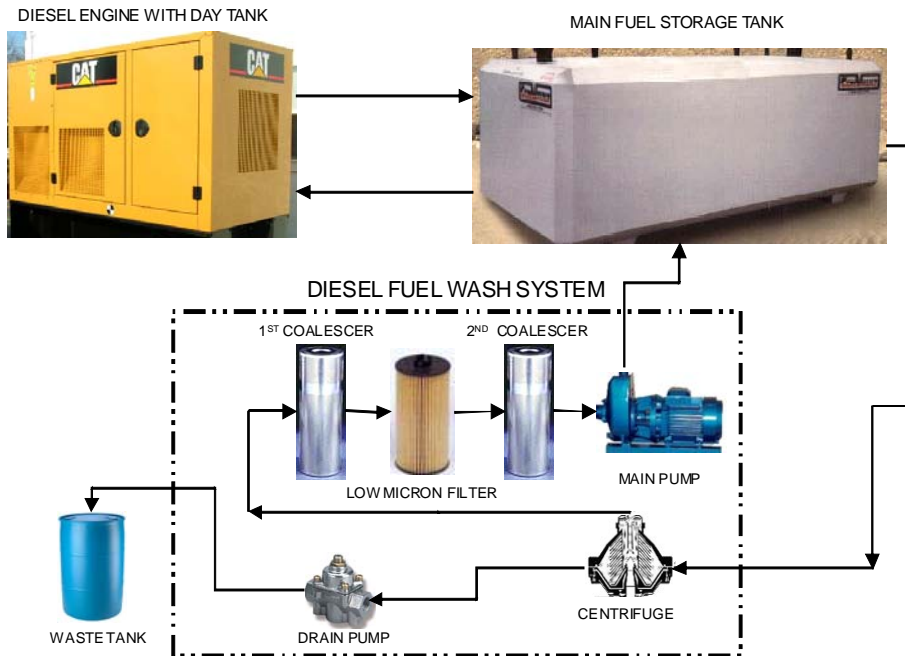 DIESEL ENGINE WITH DAY TANK
MAIN FUEL STORAGE TANK
CAT
CAT
DIESEL FUEL WASH SYSTEM
1ST COALESCER
2ND COALESCER
LOW MICRON FILTER
MAIN PUMP
WASTE TANK
DRAIN PUMP
CENTRIFUGE